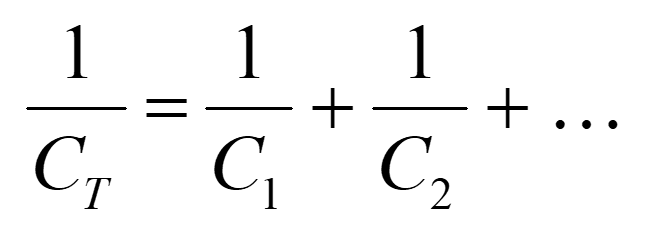 1/C_T = 1/C_1 + 1/C_2 + ...